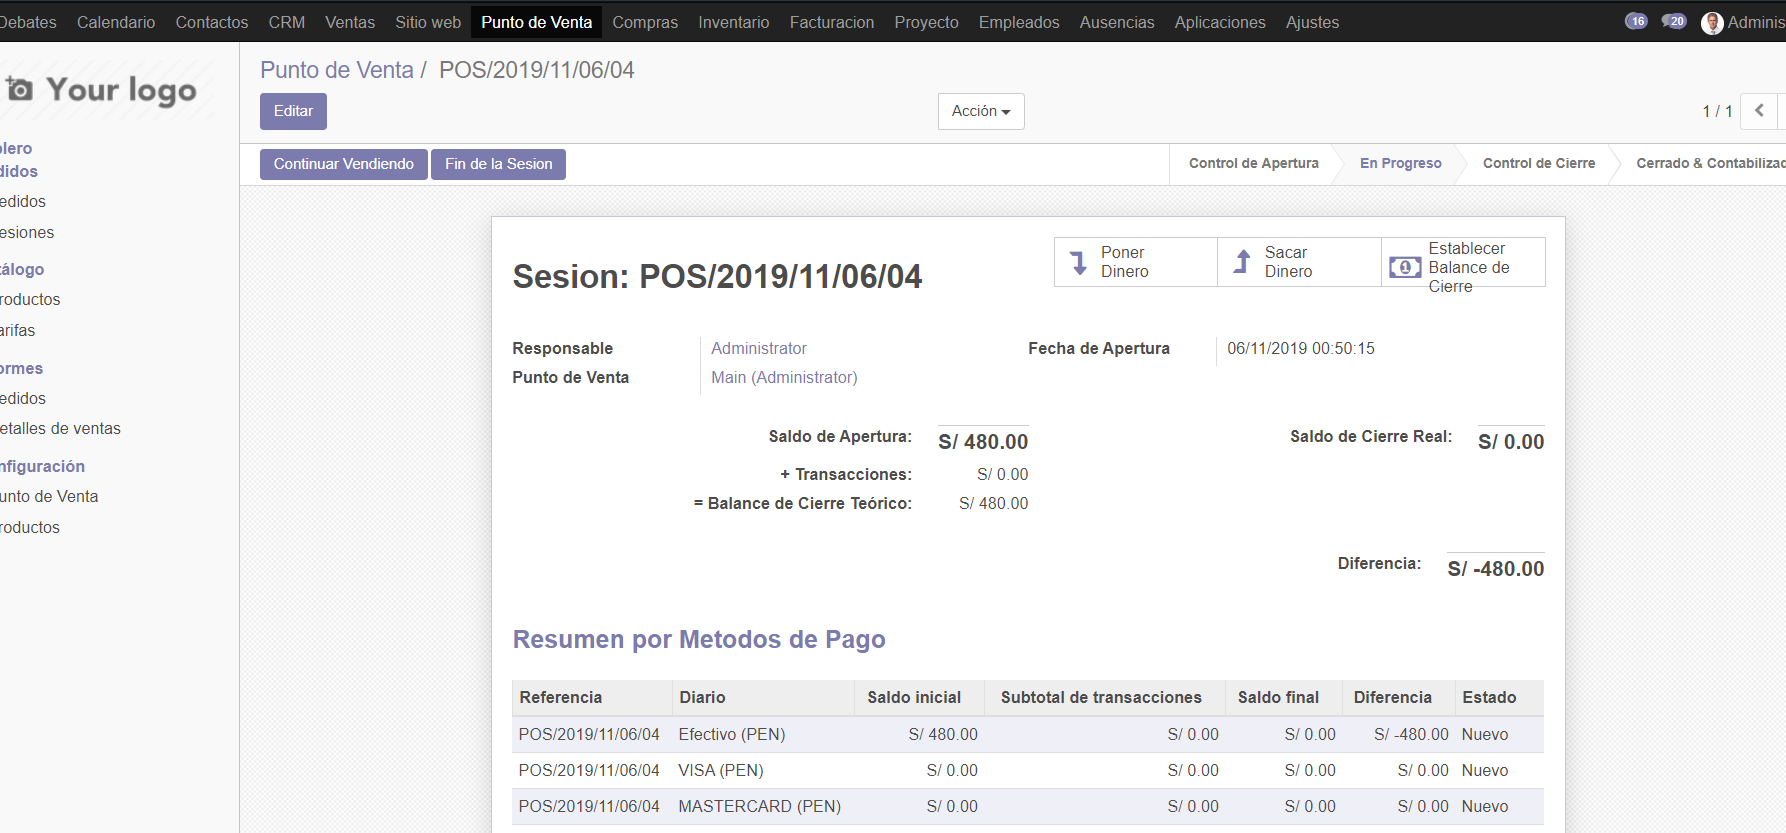 Debates Calendario Contactos CRM Ventas Sitio web Punto de Venta Compras Inventario Facturacion Proyecto Empleados Ausencias Aplicaciones Ajustes 16 20 Adminis
Your logo
Punto de Venta / POS/2019/11/06/04
Editar
Acción
1 / 1
Continuar Vendiendo Fin de la Sesion
Control de Apertura En Progreso Control de Cierre Cerrado & Contabilizad
blero
didos
edidos
esiones
tálogo
roductos
arifas
ormes
edidos
etalles de ventas
nfiguración
unto de Venta
roductos
Sesion: POS/2019/11/06/04
Poner
Dinero
Sacar
Dinero
Establecer
Balance de
Cierre
Responsable Administrator
Punto de Venta Main (Administrator)
Fecha de Apertura 06/11/2019 00:50:15
Saldo de Apertura: S/ 480.00
+ Transacciones: S/ 0.00
= Balance de Cierre Teórico: S/ 480.00
Saldo de Cierre Real: S/ 0.00
Diferencia: S/ -480.00
Resumen por Metodos de Pago
Referencia Diario Saldo inicial Subtotal de transacciones Saldo final Diferencia Estado
POS/2019/11/06/04 Efectivo (PEN) S/ 480.00 S/ 0.00 S/ 0.00 S/ -480.00 Nuevo
POS/2019/11/06/04 VISA (PEN) S/ 0.00 S/ 0.00 S/ 0.00 S/ 0.00 Nuevo
POS/2019/11/06/04 MASTERCARD (PEN) S/ 0.00 S/ 0.00 S/ 0.00 S/ 0.00 Nuevo